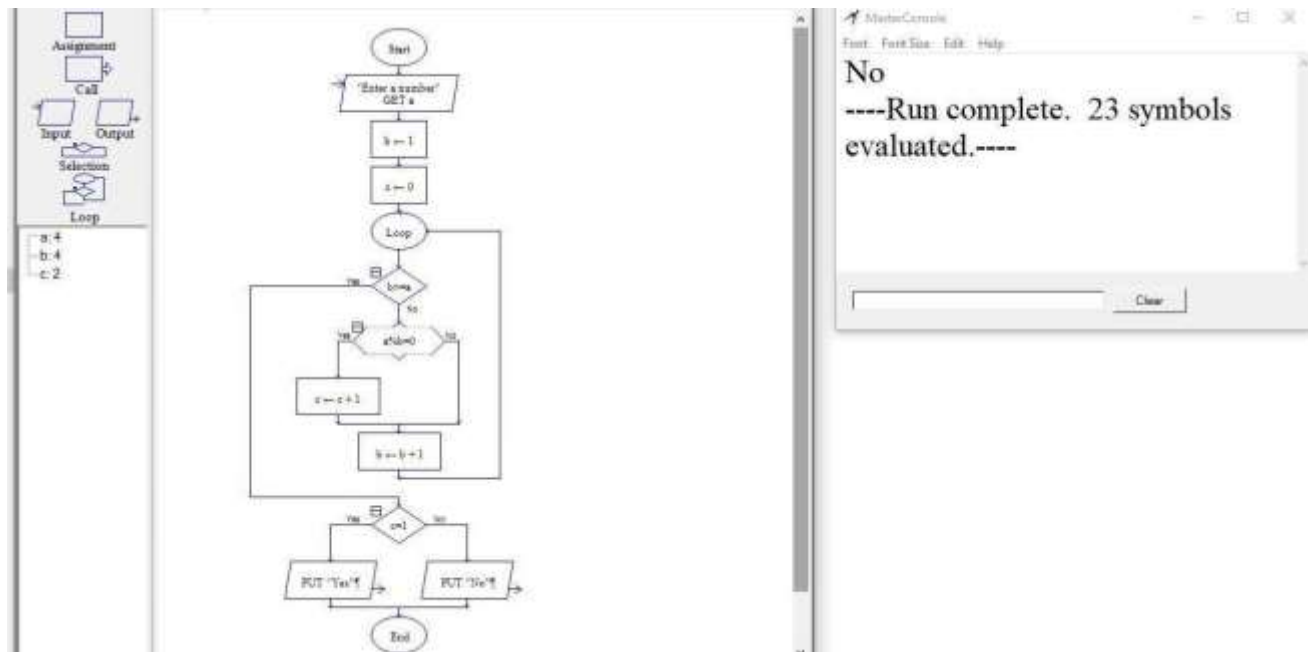 Assignment
Call
Input Output
Selection
Loop
a: 4
b: 4
c: 2
Start
"Enter a number"
GET a
b ← 1
c ← 0
Loop
Yes
b>=a
No
Yes
No
c ← c + 1
b ← b + 1
Yes
c=1
No
PUT "Yes"¶
PUT "No"¶
End
MasterConsole
Font Font Size Edit Help
No
----Run complete. 23 symbols
evaluated.----
Clear